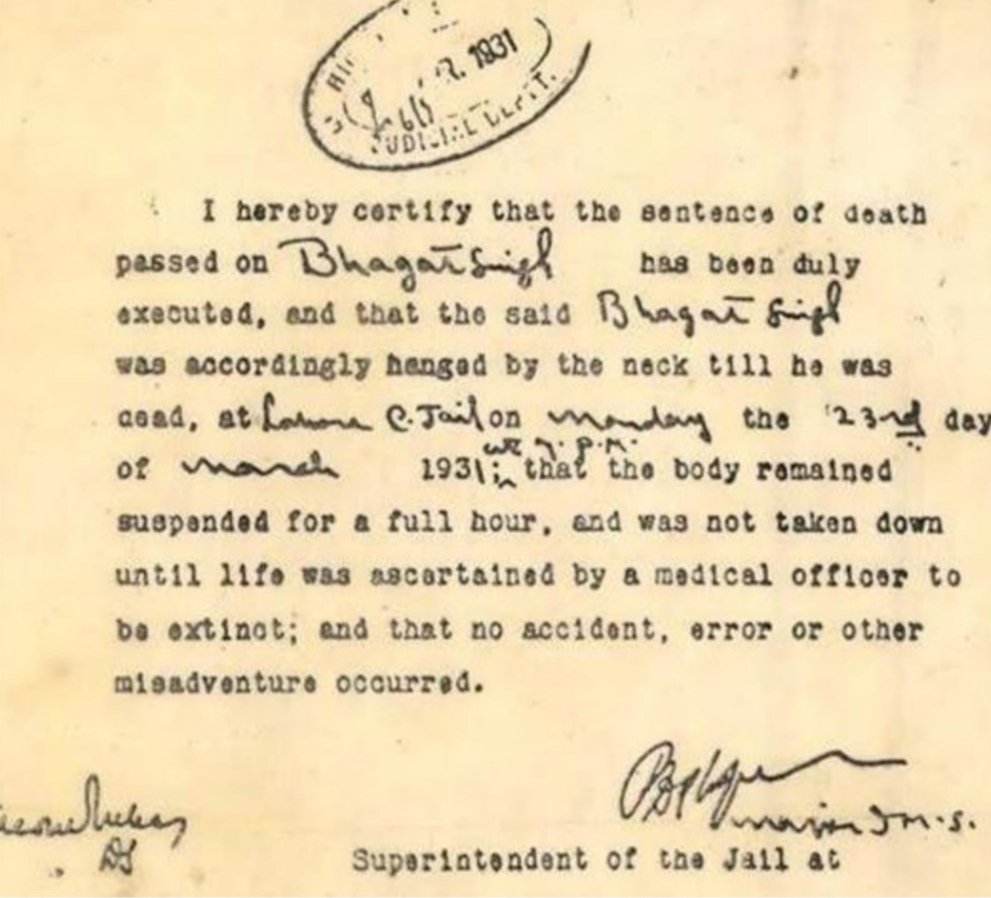 1931
JUDICIAL DEPTT.
I hereby certify that the sentence of death
passed on Bhagat Singh has been duly
executed, and that the said Bhagat Singh
was accordingly hanged by the neck till he was
dead, at Lahore C. Jail on Monday the 23rd day
at 7. P.M.
of March 1931; that the body remained
suspended for a full hour, and was not taken down
until life was ascertained by a medical officer to
be extinct; and that no accident, error or other
misadventure occurred.
Major I.M.S.
Superintendent of the Jail at